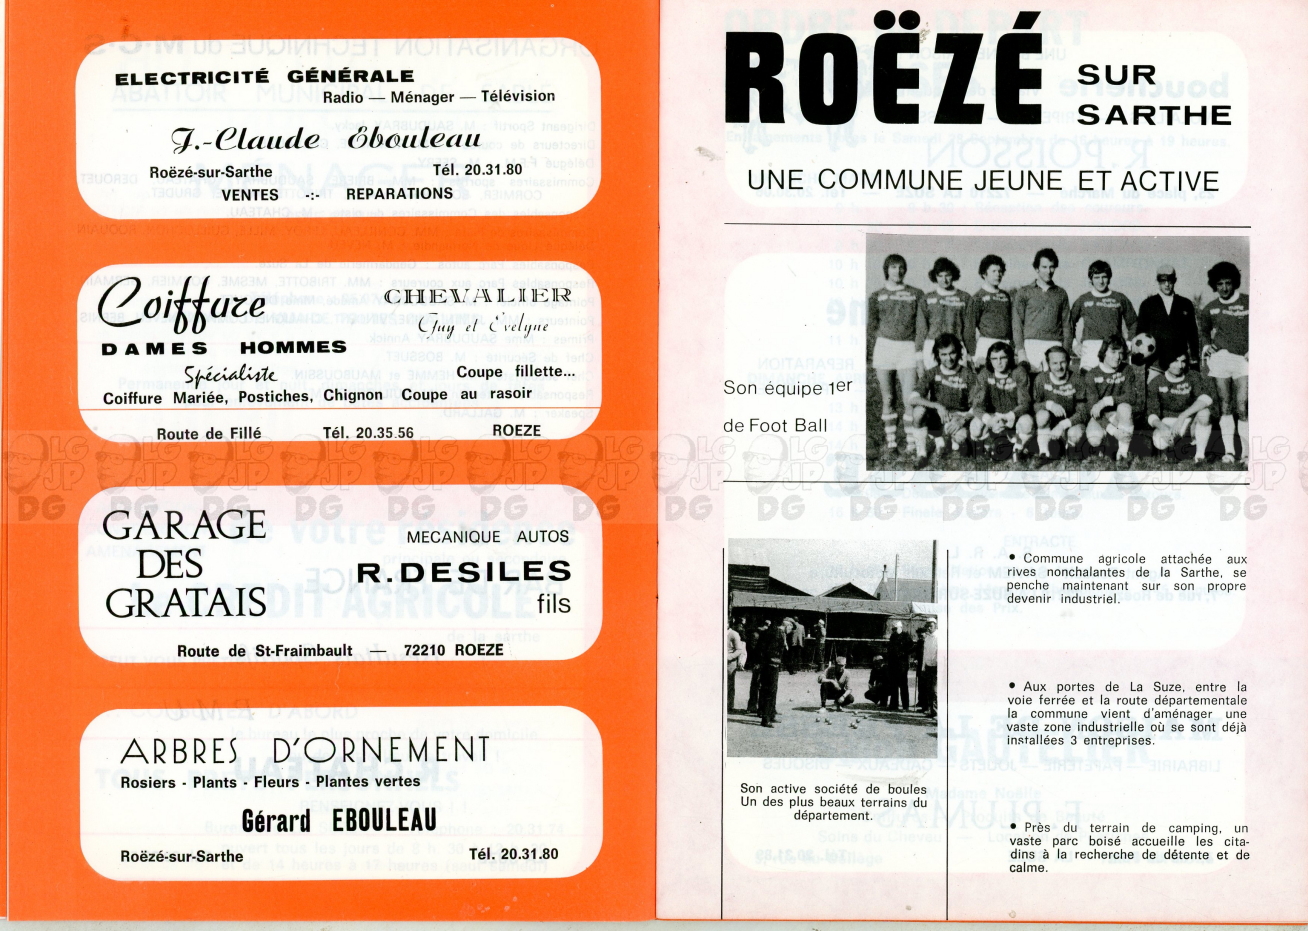 ELECTRICITÉ GÉNÉRALE
Radio — Ménager — Télévision
J.-Claude Ebouleau
Roëzé-sur-Sarthe Tél. 20.31.80
VENTES -:- REPARATIONS
Coiffure CHEVALIER
Guy et Evelyne
DAMES HOMMES
Spécialiste Coupe fillette...
Coiffure Mariée, Postiches, Chignon Coupe au rasoir
Route de Fillé Tél. 20.35.56 ROEZE
GARAGE
DES
GRATAIS
MECANIQUE AUTOS
R.DESILES
fils
Route de St-Fraimbault — 72210 ROEZE
ARBRES D'ORNEMENT
Rosiers - Plants - Fleurs - Plantes vertes
Gérard EBOULEAU
Roëzé-sur-Sarthe Tél. 20.31.80
ROËZÉ SUR
SARTHE
UNE COMMUNE JEUNE ET ACTIVE
Son équipe 1er
de Foot Ball
Son active société de boules
Un des plus beaux terrains du
département.
• Commune agricole attachée aux
rives nonchalantes de la Sarthe, se
penche maintenant sur son propre
devenir industriel.
• Aux portes de La Suze, entre la
voie ferrée et la route départementale
la commune vient d'aménager une
vaste zone industielle où se sont déjà
installées 3 entreprises.
• Près du terrain de camping, un
vaste parc boisé accueille les cita-
dins à la recherche de détente et de
calme.
LG
JP
DG